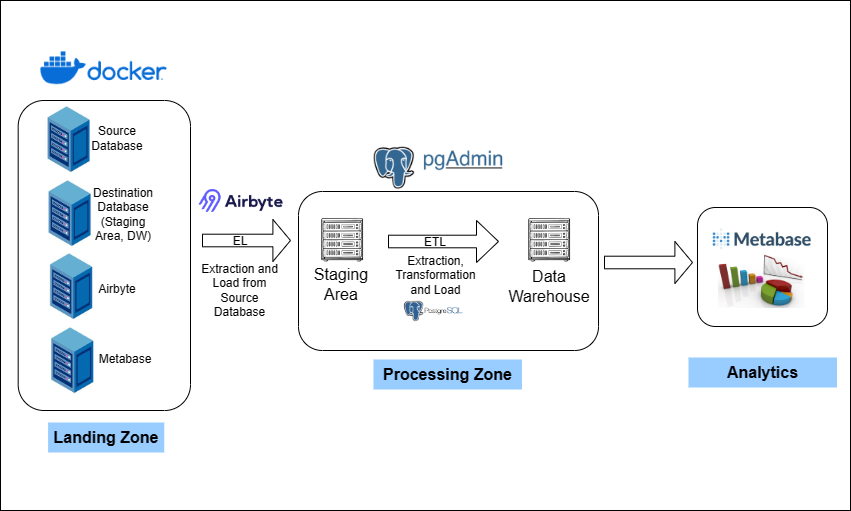 docker
Source
Database
Destination
Database
(Staging
Area, DW)
Airbyte
Metabase
Landing Zone
Airbyte
EL
Extraction and
Load from
Source
Database
pgAdmin
Staging
Area
ETL
Extraction,
Transformation
and Load
PostgreSQL
Data
Warehouse
Processing Zone
Metabase
Analytics